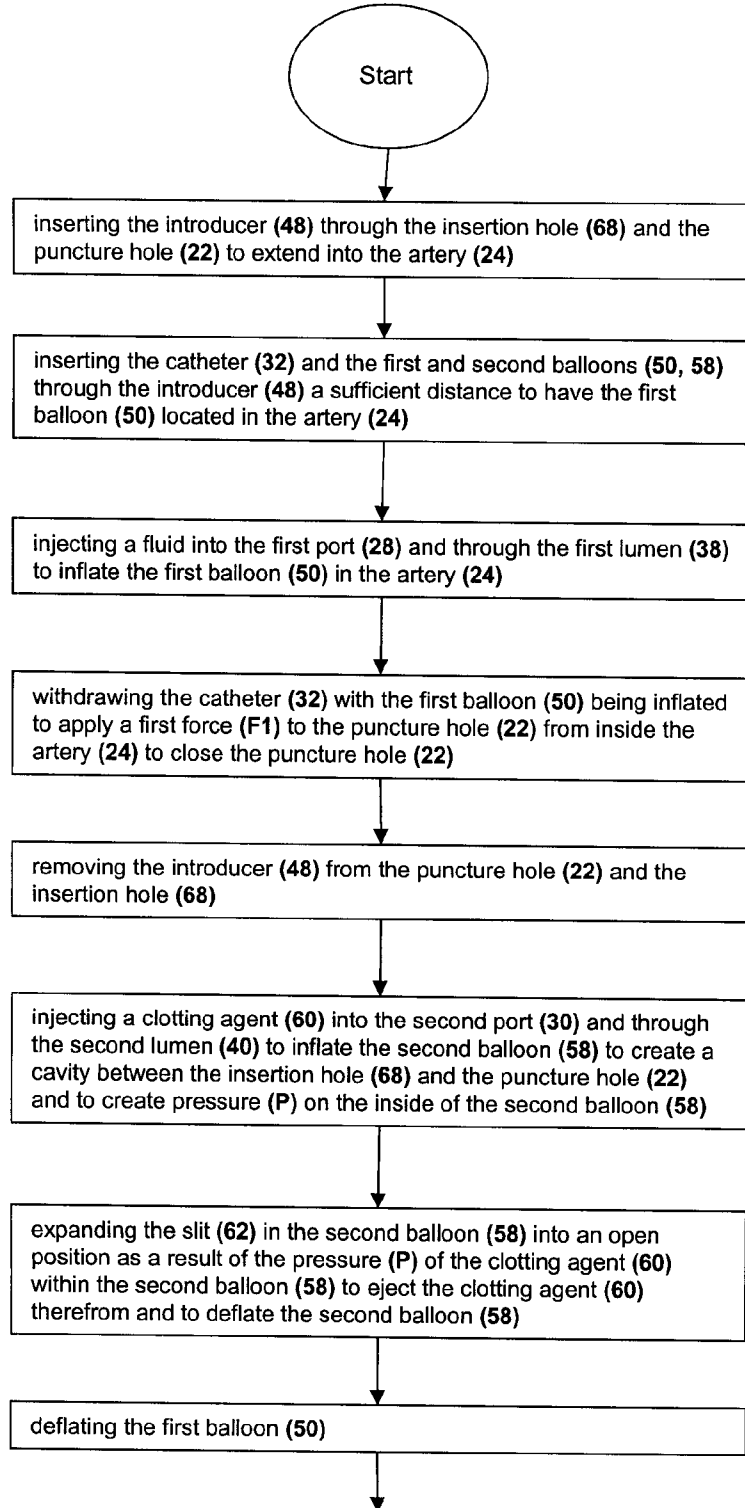 Start
inserting the introducer (48) through the insertion hole (68) and the
puncture hole (22) to extend into the artery (24)
inserting the catheter (32) and the first and second balloons (50, 58)
through the introducer (48) a sufficient distance to have the first
balloon (50) located in the artery (24)
injecting a fluid into the first port (28) and through the first lumen (38)
to inflate the first balloon (50) in the artery (24)
withdrawing the catheter (32) with the first balloon (50) being inflated
to apply a first force (F1) to the puncture hole (22) from inside the
artery (24) to close the puncture hole (22)
removing the introducer (48) from the puncture hole (22) and the
insertion hole (68)
injecting a clotting agent (60) into the second port (30) and through
the second lumen (40) to inflate the second balloon (58) to create a
cavity between the insertion hole (68) and the puncture hole (22)
and to create pressure (P) on the inside of the second balloon (58)
expanding the slit (62) in the second balloon (58) into an open
position as a result of the pressure (P) of the clotting agent (60)
within the second balloon (58) to eject the clotting agent (60)
therefrom and to deflate the second balloon (58)
deflating the first balloon (50)